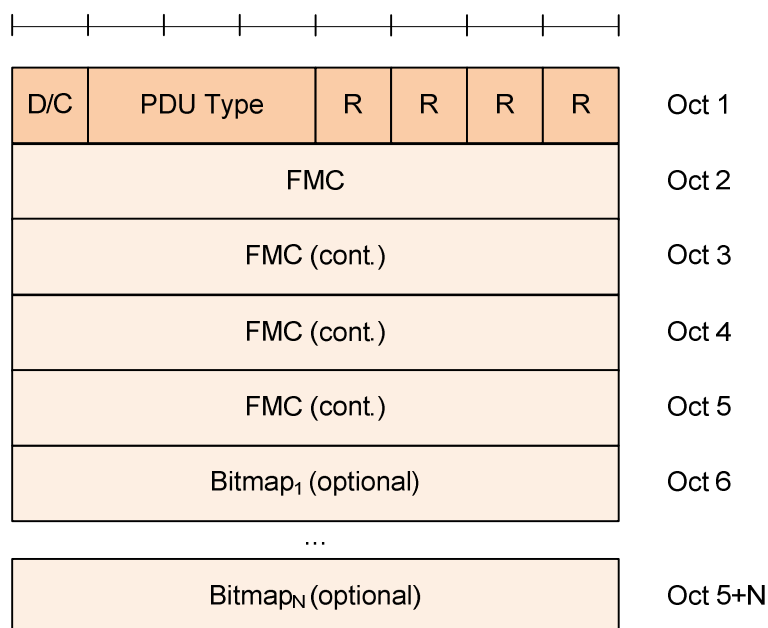 D/C PDU Type R R R R Oct 1
FMC Oct 2
FMC (cont.) Oct 3
FMC (cont.) Oct 4
FMC (cont.) Oct 5
Bitmap₁ (optional) Oct 6
...
Bitmap_N (optional) Oct 5+N